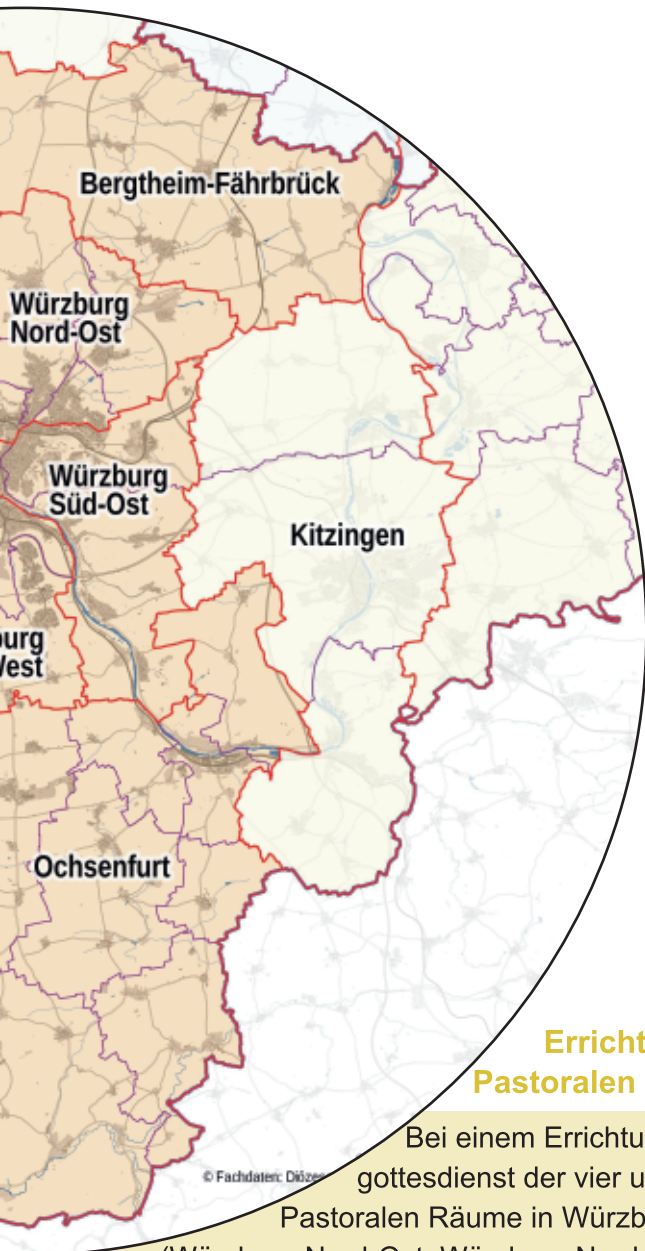 Bergtheim-Fährbrück
Würzburg
Nord-Ost
Würzburg
Süd-Ost
Kitzingen
burg
West
Ochsenfurt
© Fachdaten:
Erricht
Pastoralen
Bei einem Errichtu
gottesdienst der vier u
Pastoralen Räume in Würzb